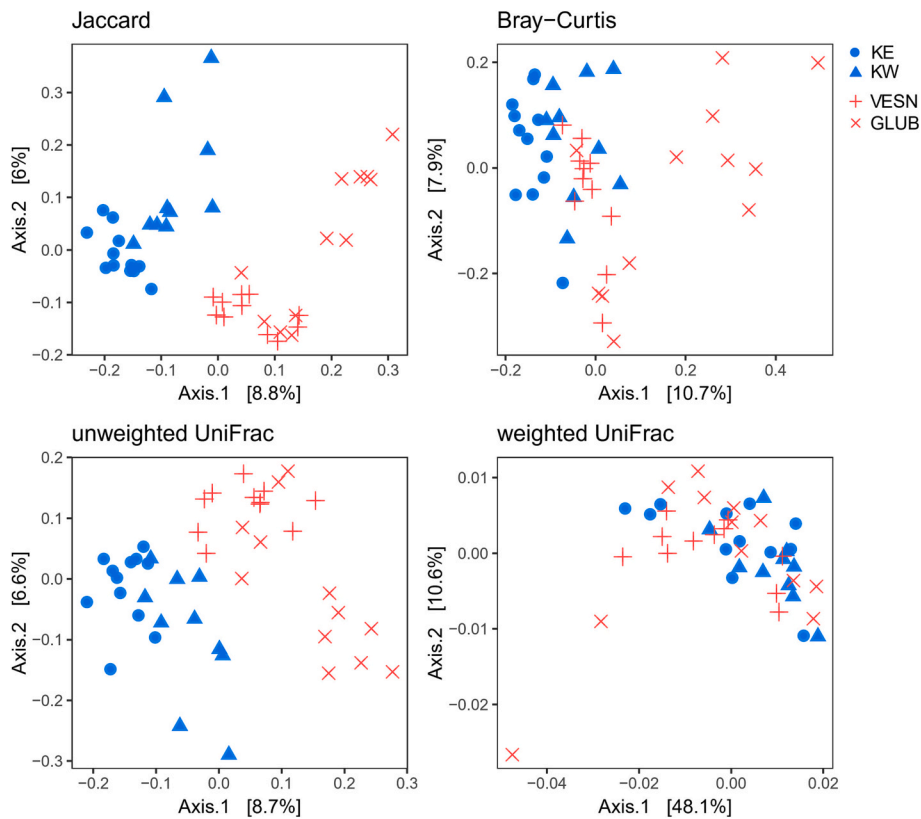 Jaccard
0.3
0.2
0.1
0.0
−0.1
−0.2
Axis.2 [6%]
−0.2
−0.1
0.0
0.1
0.2
0.3
Axis.1 [8.8%]
Bray−Curtis
0.2
0.0
−0.2
Axis.2 [7.9%]
−0.2
0.0
0.2
0.4
Axis.1 [10.7%]
KE
KW
VESN
GLUB
unweighted UniFrac
0.2
0.1
0.0
−0.1
−0.2
−0.3
Axis.2 [6.6%]
−0.2
−0.1
0.0
0.1
0.2
0.3
Axis.1 [8.7%]
weighted UniFrac
0.01
0.00
−0.01
−0.02
Axis.2 [10.6%]
−0.04
−0.02
0.00
0.02
Axis.1 [48.1%]